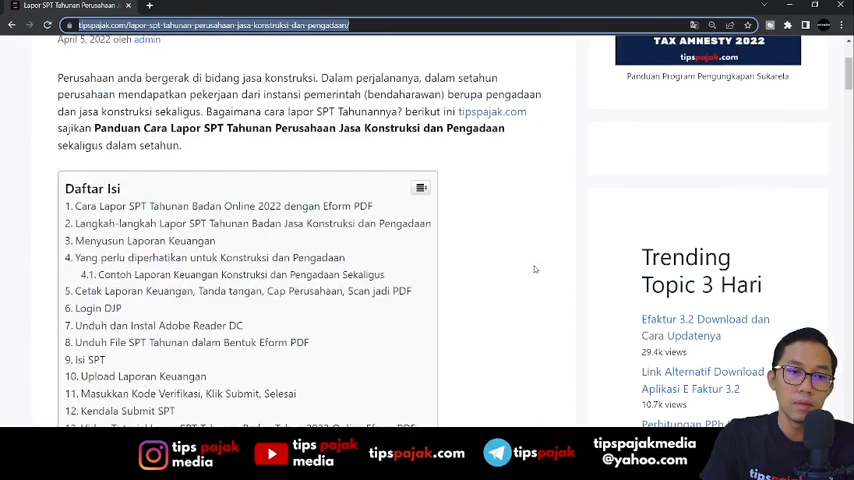 Lapor SPT Tahunan Perusahaan J
tipspajak.com/lapor-spt-tahunan-perusahaan-jasa-konstruksi-dan-pengadaan/
April 5, 2022 oleh admin
Perusahaan anda bergerak di bidang jasa konstruksi. Dalam perjalananya, dalam setahun
perusahaan mendapatkan pekerjaan dari instansi pemerintah (bendaharawan) berupa pengadaan
dan jasa konstruksi sekaligus. Bagaimana cara lapor SPT Tahunannya? berikut ini tipspajak.com
sajikan Panduan Cara Lapor SPT Tahunan Perusahaan Jasa Konstruksi dan Pengadaan
sekaligus dalam setahun.
Daftar Isi
1. Cara Lapor SPT Tahunan Badan Online 2022 dengan Eform PDF
2. Langkah-langkah Lapor SPT Tahunan Badan Jasa Konstruksi dan Pengadaan
3. Menyusun Laporan Keuangan
4. Yang perlu diperhatikan untuk Konstruksi dan Pengadaan
4.1. Contoh Laporan Keuangan Konstruksi dan Pengadaan Sekaligus
5. Cetak Laporan Keuangan, Tanda tangan, Cap Perusahaan, Scan jadi PDF
6. Login DJP
7. Unduh dan Instal Adobe Reader DC
8. Unduh File SPT Tahunan dalam Bentuk Eform PDF
9. Isi SPT
10. Upload Laporan Keuangan
11. Masukkan Kode Verifikasi, Klik Submit, Selesai
12. Kendala Submit SPT
TAX AMNESTY 2022
tipspajak.com
Panduan Program Pengungkapan Sukarela
Trending
Topic 3 Hari
Efaktur 3.2 Download dan
Cara Updatenya
29.4k views
Link Alternatif Download
Aplikasi E Faktur 3.2
10.7k views
Perhitungan PPh
tips pajak
media
tips pajak
media
tipspajak.com
tipspajak
tipspajakmedia
@yahoo.com
tipspajak